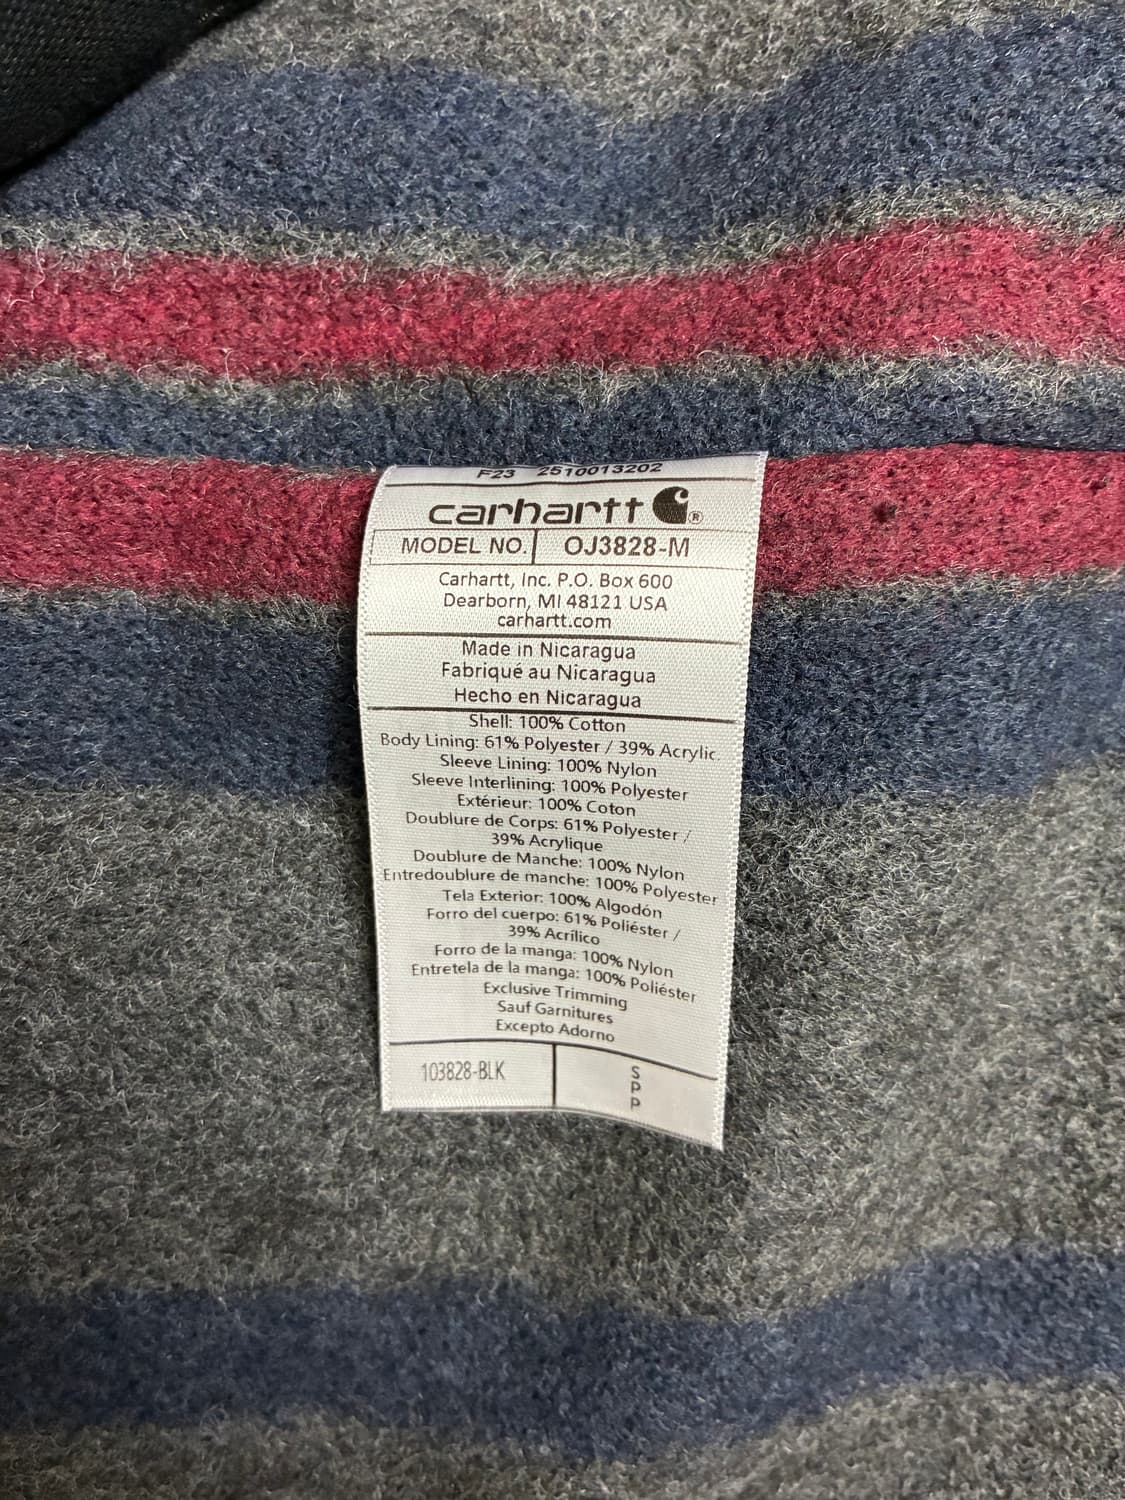 F23 2510013202
carhartt ®
MODEL NO. OJ3828-M
Carhartt, Inc. P.O. Box 600
Dearborn, MI 48121 USA
carhartt.com
Made in Nicaragua
Fabriqué au Nicaragua
Hecho en Nicaragua
Shell: 100% Cotton
Body Lining: 61% Polyester / 39% Acrylic
Sleeve Lining: 100% Nylon
Sleeve Interlining: 100% Polyester
Extérieur: 100% Coton
Doublure de Corps: 61% Polyester /
39% Acrylique
Doublure de Manche: 100% Nylon
Entredoublure de manche: 100% Polyester
Tela Exterior: 100% Algodón
Forro del cuerpo: 61% Poliéster /
39% Acrílico
Forro de la manga: 100% Nylon
Entretela de la manga: 100% Poliéster
Exclusive Trimming
Sauf Garnitures
Excepto Adorno
103828-BLK
S
P
P